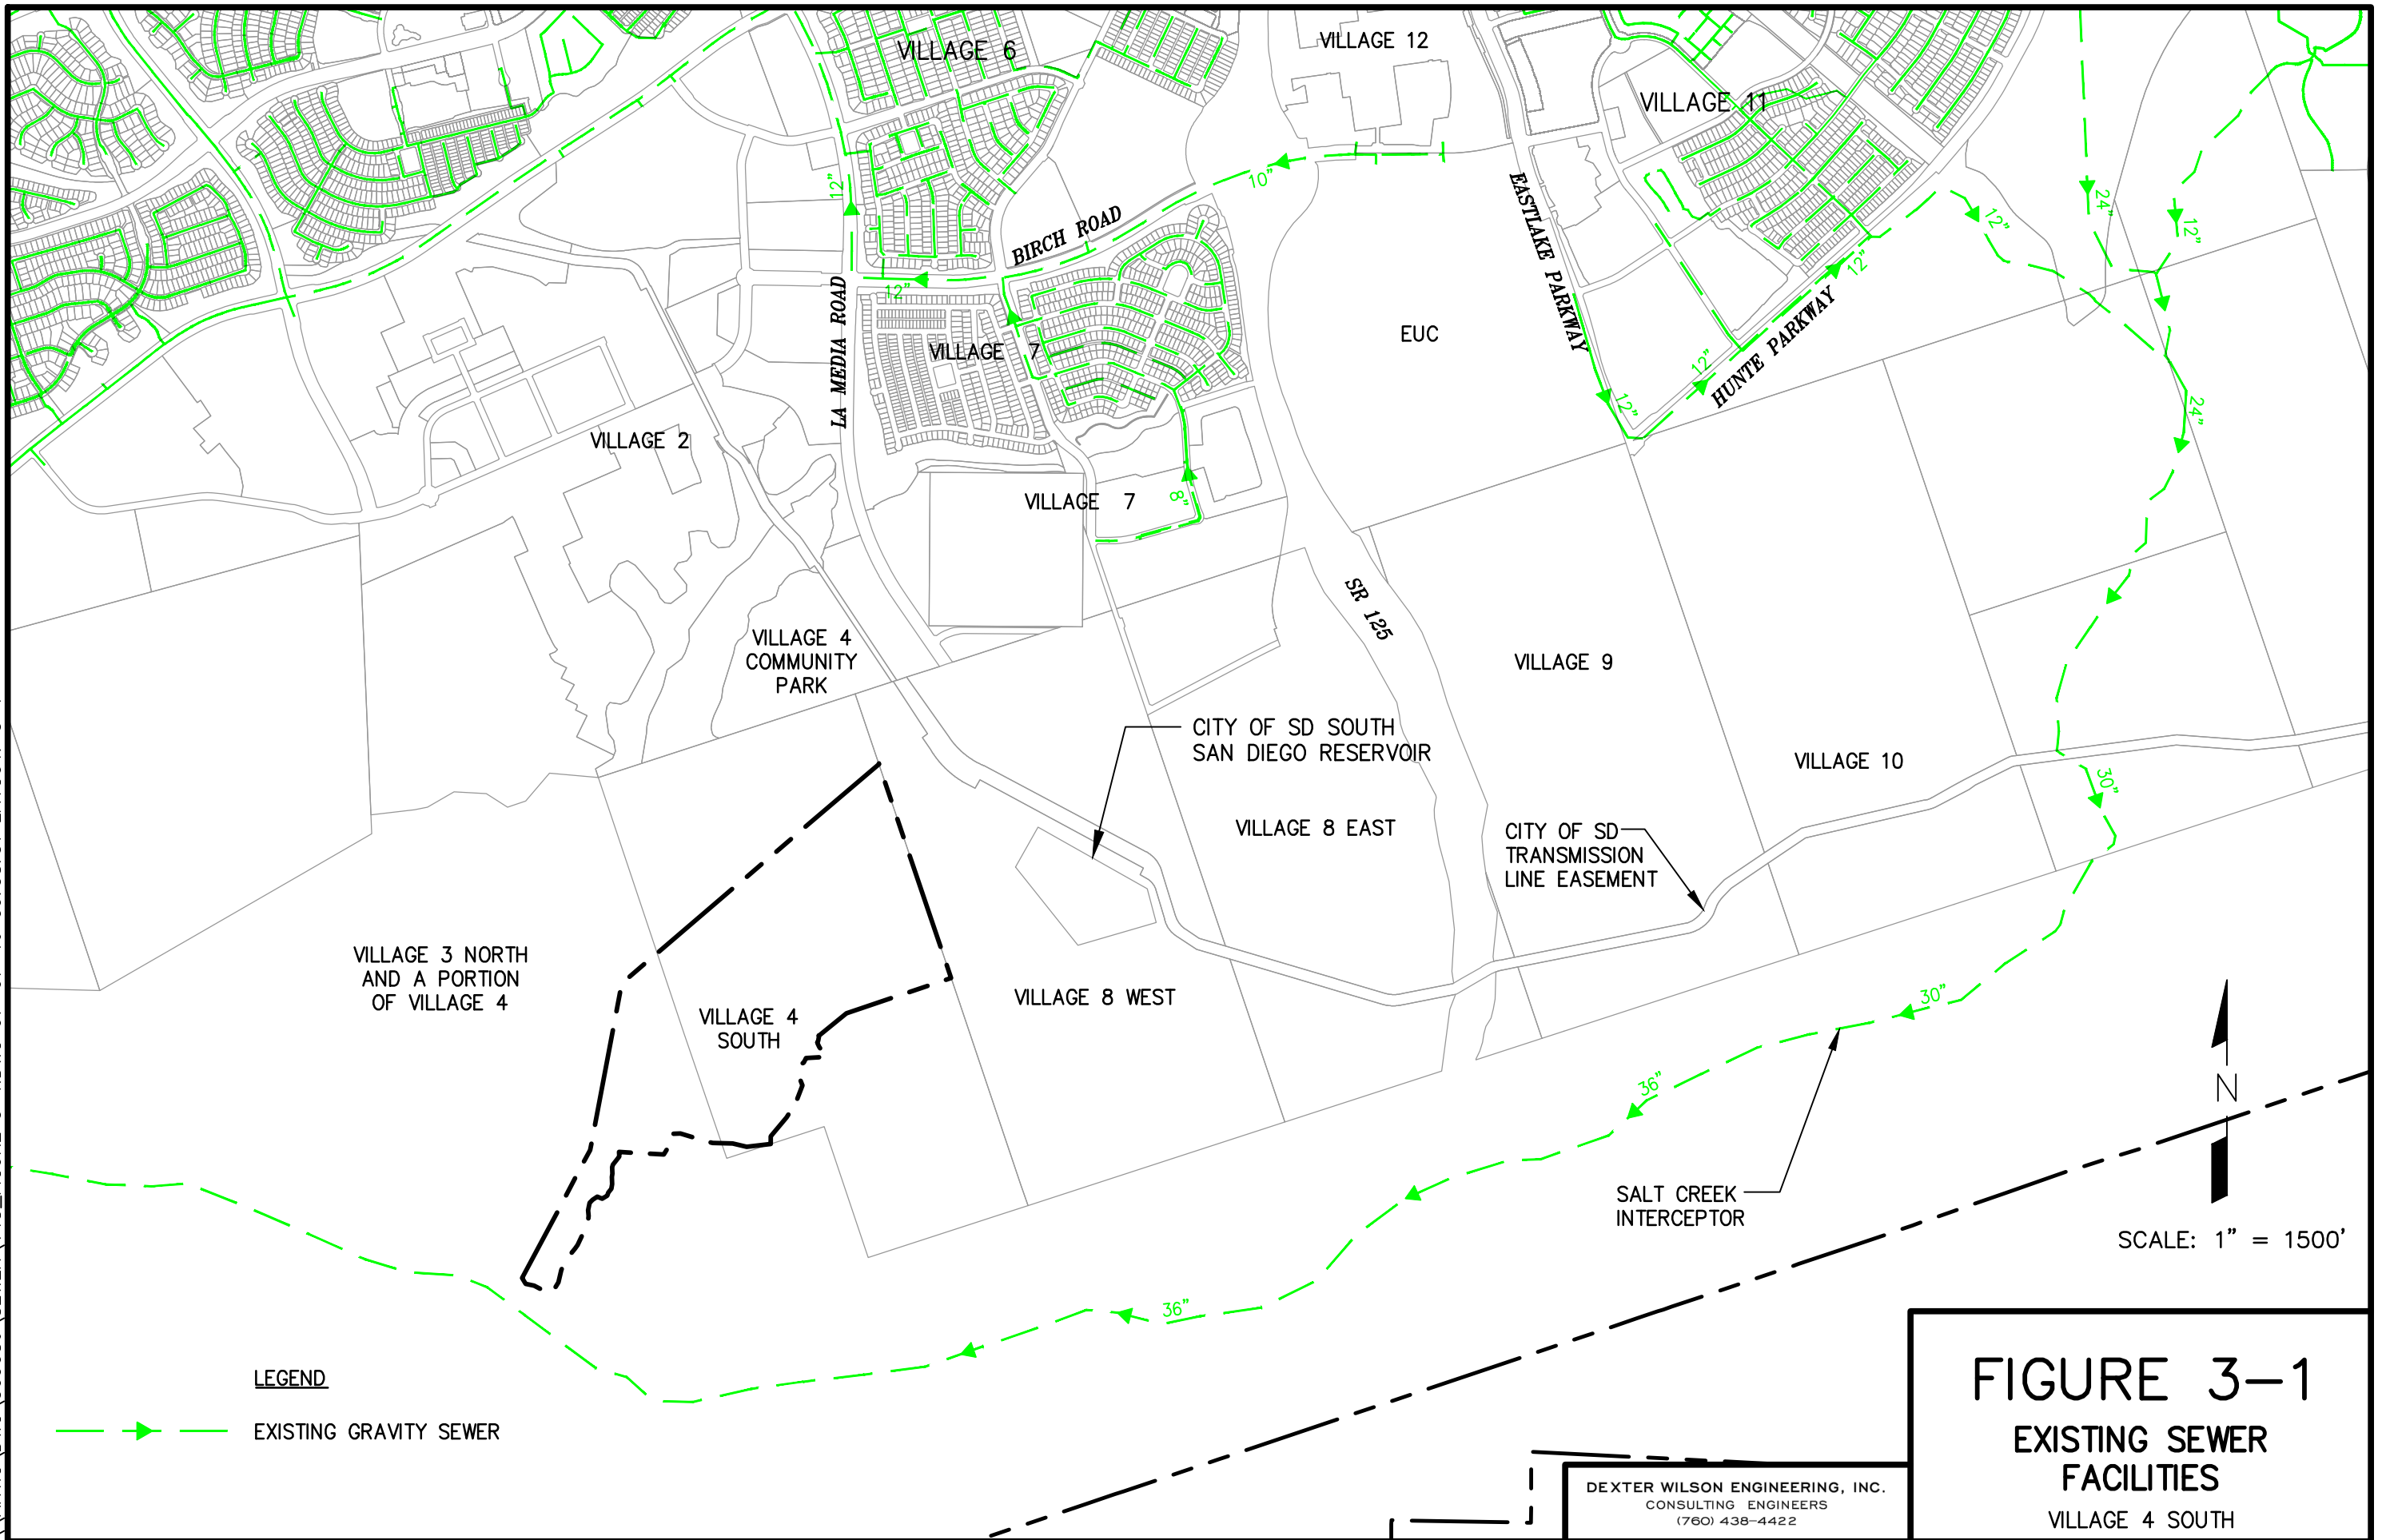 VILLAGE 6
VILLAGE 12
VILLAGE 11
12"
10"
BIRCH ROAD
EASTLAKE PARKWAY
12"
24"
12"
12"
12"
LA MEDIA ROAD
VILLAGE 7
EUC
12"
HUNTE PARKWAY
12"
24"
VILLAGE 2
VILLAGE 7
8"
SR 125
VILLAGE 4
COMMUNITY
PARK
VILLAGE 9
CITY OF SD SOUTH
SAN DIEGO RESERVOIR
VILLAGE 10
30"
VILLAGE 8 EAST
CITY OF SD
TRANSMISSION
LINE EASEMENT
VILLAGE 3 NORTH
AND A PORTION
OF VILLAGE 4
VILLAGE 4
SOUTH
VILLAGE 8 WEST
30"
36"
N
SALT CREEK
INTERCEPTOR
SCALE: 1" = 1500'
36"
LEGEND
EXISTING GRAVITY SEWER
FIGURE 3-1
EXISTING SEWER
FACILITIES
VILLAGE 4 SOUTH
DEXTER WILSON ENGINEERING, INC.
CONSULTING ENGINEERS
(760) 438-4422